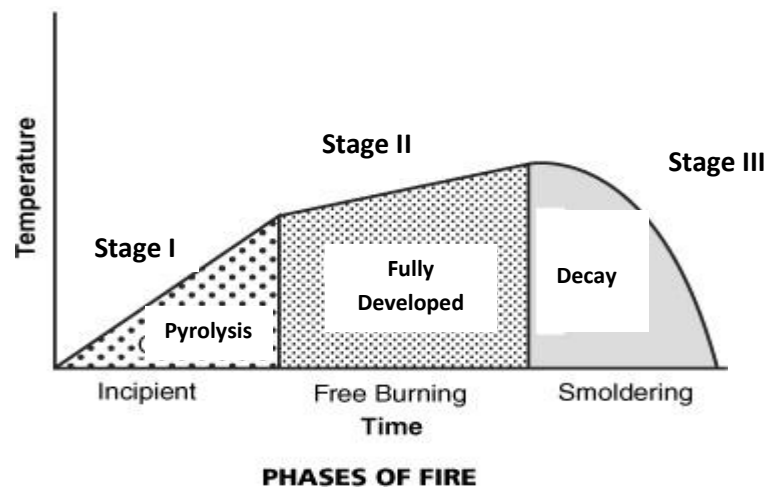 Temperature
Stage I
Stage II
Stage III
Pyrolysis
Fully
Developed
Decay
Incipient
Free Burning
Smoldering
Time
PHASES OF FIRE